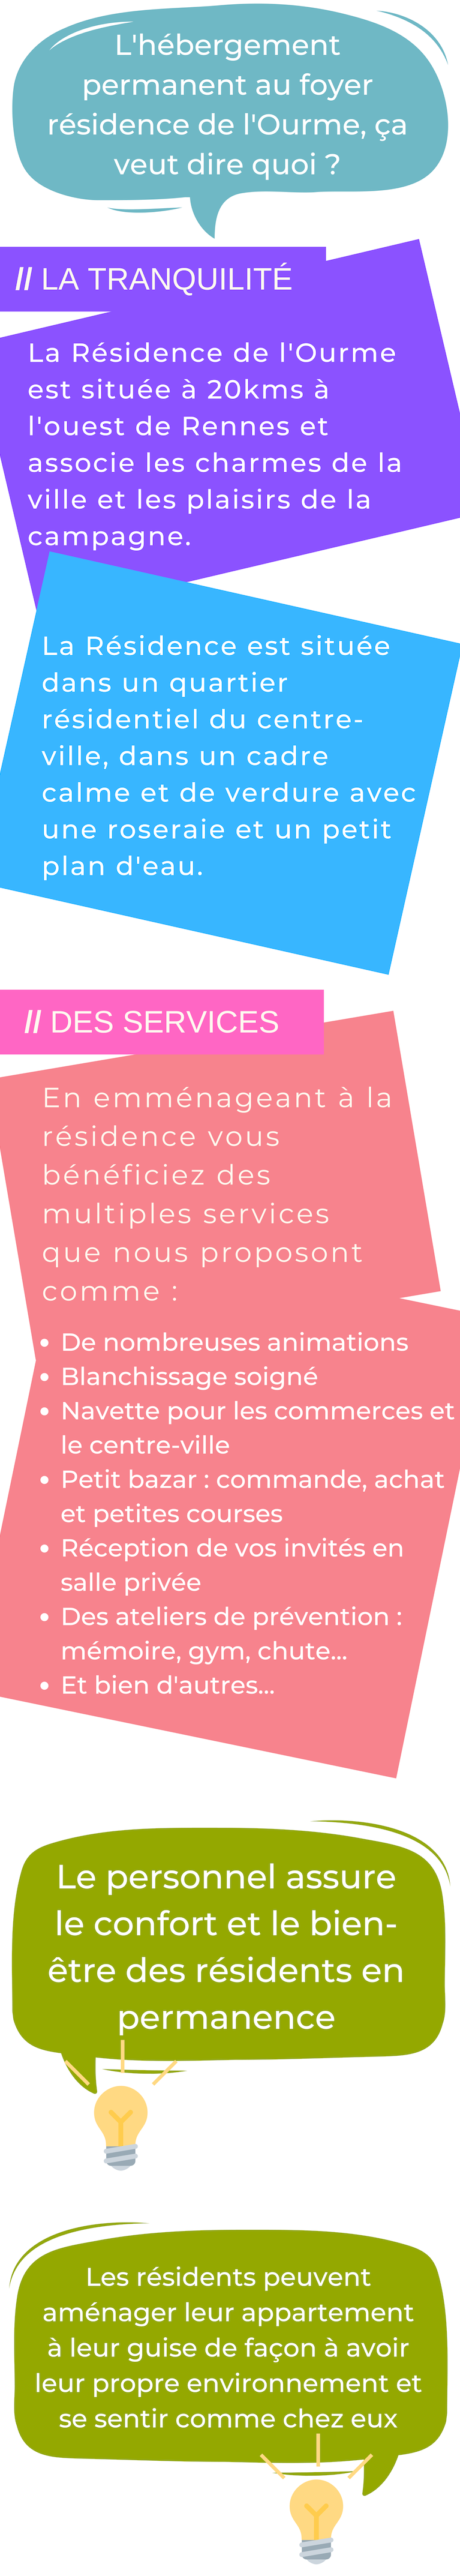 L'hébergement
permanent au foyer
résidence de l'Ourme, ça
veut dire quoi ?
// LA TRANQUILITÉ
La Résidence de l'Ourme
est située à 20kms à
l'ouest de Rennes et
associe les charmes de la
ville et les plaisirs de la
campagne.
La Résidence est située
dans un quartier
résidentiel du centre-
ville, dans un cadre
calme et de verdure avec
une roseraie et un petit
plan d'eau.
// DES SERVICES
En emménageant à la
résidence vous
bénéficiez des
multiples services
que nous proposont
comme :
• De nombreuses animations
• Blanchissage soigné
• Navette pour les commerces et
le centre-ville
• Petit bazar : commande, achat
et petites courses
• Réception de vos invités en
salle privée
• Des ateliers de prévention :
mémoire, gym, chute...
• Et bien d'autres...
Le personnel assure
le confort et le bien-
être des résidents en
permanence
Les résidents peuvent
aménager leur appartement
à leur guise de façon à avoir
leur propre environnement et
se sentir comme chez eux